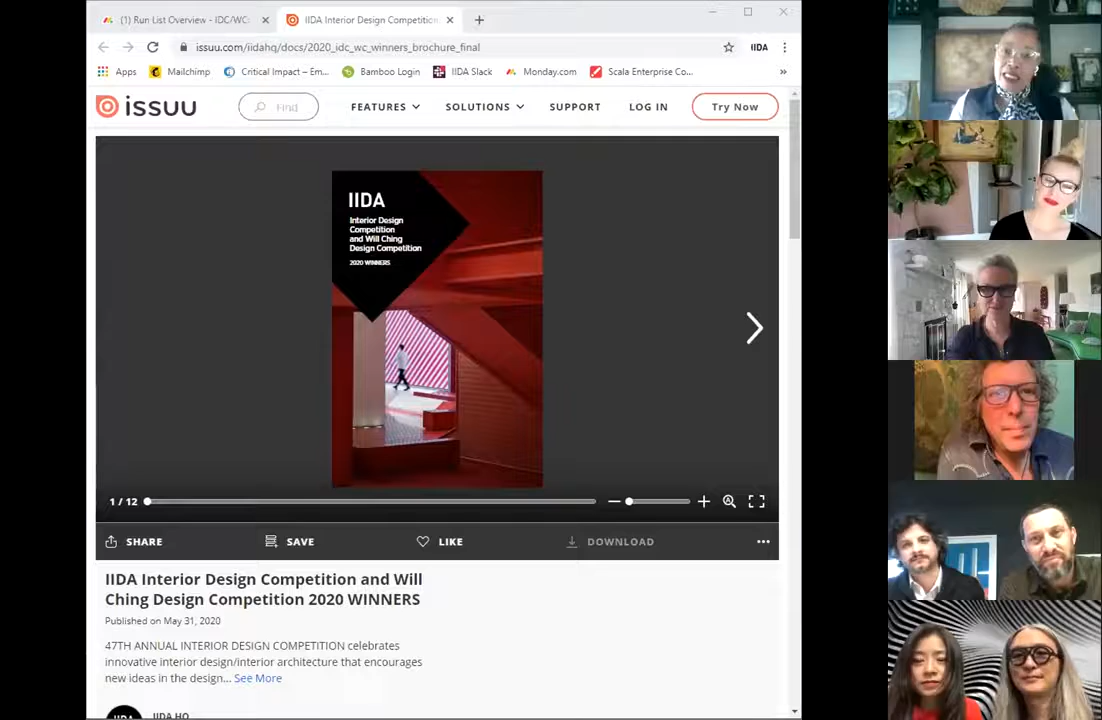 (1) Run List Overview - IDC/WC:
IIDA Interior Design Competition
issuu.com/iidahq/docs/2020_idc_wc_winners_brochure_final
IIDA
Apps
Mailchimp
Critical Impact – Em...
Bamboo Login
IIDA Slack
Monday.com
Scala Enterprise Co...
»
issuu
Find
FEATURES
SOLUTIONS
SUPPORT
LOG IN
Try Now
IIDA
Interior Design
Competition
and Will Ching
Design Competition
2020 WINNERS
1 / 12
SHARE
SAVE
LIKE
DOWNLOAD
IIDA Interior Design Competition and Will
Ching Design Competition 2020 WINNERS
Published on May 31, 2020
47TH ANNUAL INTERIOR DESIGN COMPETITION celebrates
innovative interior design/interior architecture that encourages
new ideas in the design... See More
IIDA HQ